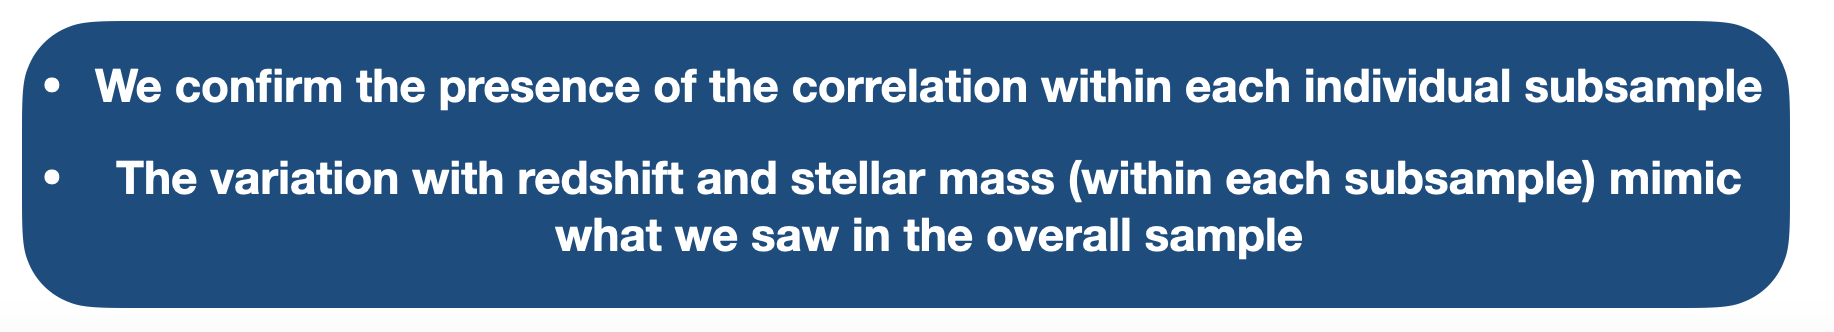 • We confirm the presence of the correlation within each individual subsample
• The variation with redshift and stellar mass (within each subsample) mimic
what we saw in the overall sample